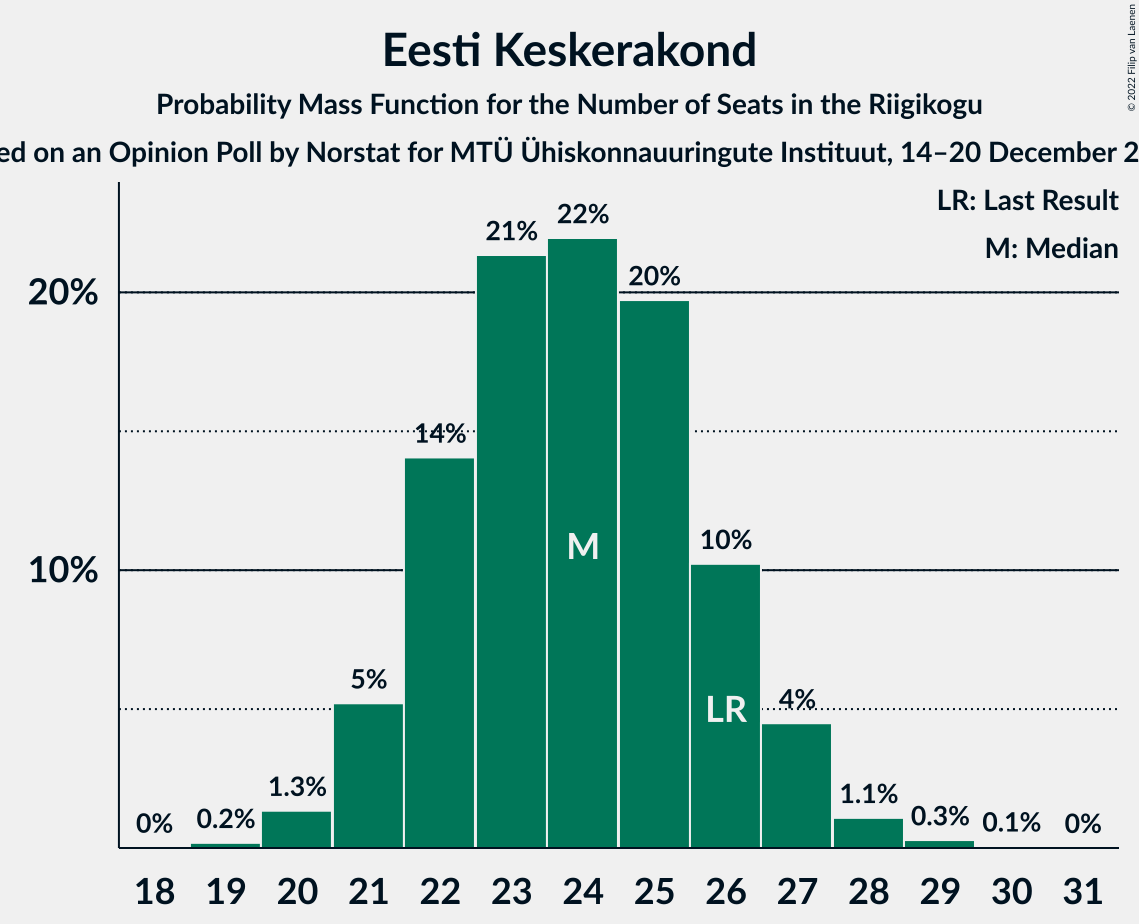 Eesti Keskerakond
Probability Mass Function for the Number of Seats in the Riigikogu
on an Opinion Poll by Norstat for MTÜ Ühiskonnauuringute Instituut, 14–20 December
© 2022 Filip van Laenen
LR: Last Result
M: Median
20%
10%
0%
0.2%
1.3%
5%
14%
21%
22%
20%
10%
4%
1.1%
0.3%
0.1%
0%
M
LR
18 19 20 21 22 23 24 25 26 27 28 29 30 31